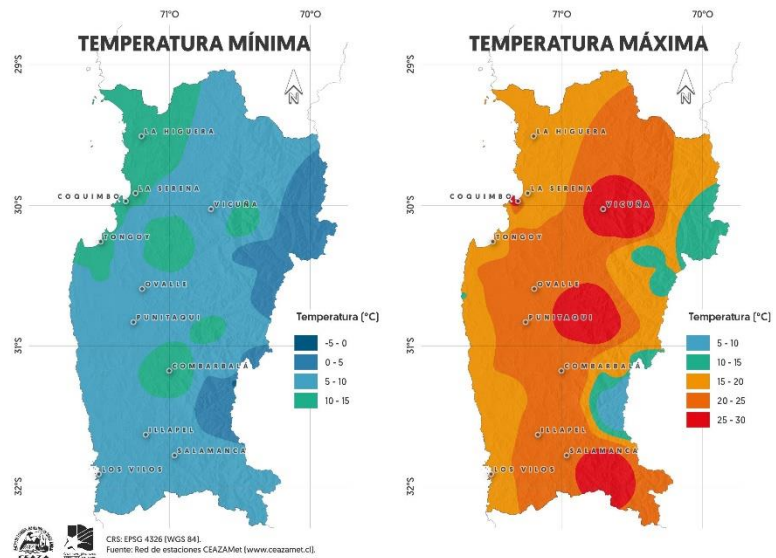 71°O
70°O
TEMPERATURA MÍNIMA
29°S
N
LA HIGUERA
LA SERENA
COQUIMBO
VICUÑA
30°S
TONGOY
OVALLE
PUNITAQUI
31°S
COMBARBALÁ
ILLAPEL
SALAMANCA
LOS VILOS
32°S
Temperatura (°C)
-5 - 0
0 - 5
5 - 10
10 - 15
71°O
70°O
TEMPERATURA MÁXIMA
29°S
N
LA HIGUERA
LA SERENA
COQUIMBO
VICUÑA
30°S
TONGOY
OVALLE
PUNITAQUI
31°S
COMBARBALÁ
ILLAPEL
SALAMANCA
LOS VILOS
32°S
Temperatura (°C)
5 - 10
10 - 15
15 - 20
20 - 25
25 - 30
CEAZA
CRS: EPSG 4326 (WGS 84).
Fuente: Red de estaciones CEAZAMet (www.ceazamet.cl).